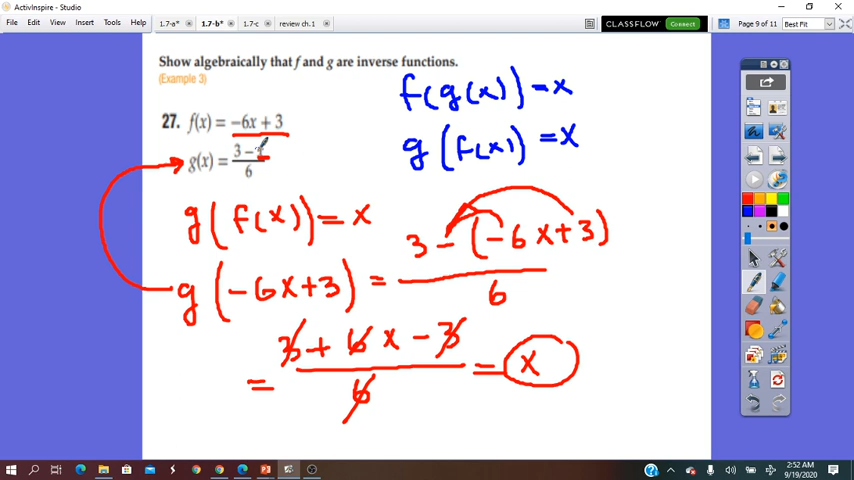 ActivInspire - Studio
File Edit View Insert Tools Help
1.7-a* 1.7-b* 1.7-c review ch.1
CLASSFLOW Connect Page 9 of 11 Best Fit
Show algebraically that f and g are inverse functions.
(Example 3)
f(g(x)) = x
27. f(x) = −6x + 3
g(f(x)) = x
g(x) = 3 − / 6
g(f(x)) = x
3 − (−6x+3)
g(−6x+3) = 6
= 3 + 6x − 3 / 6 = x
2:52 AM
9/19/2020